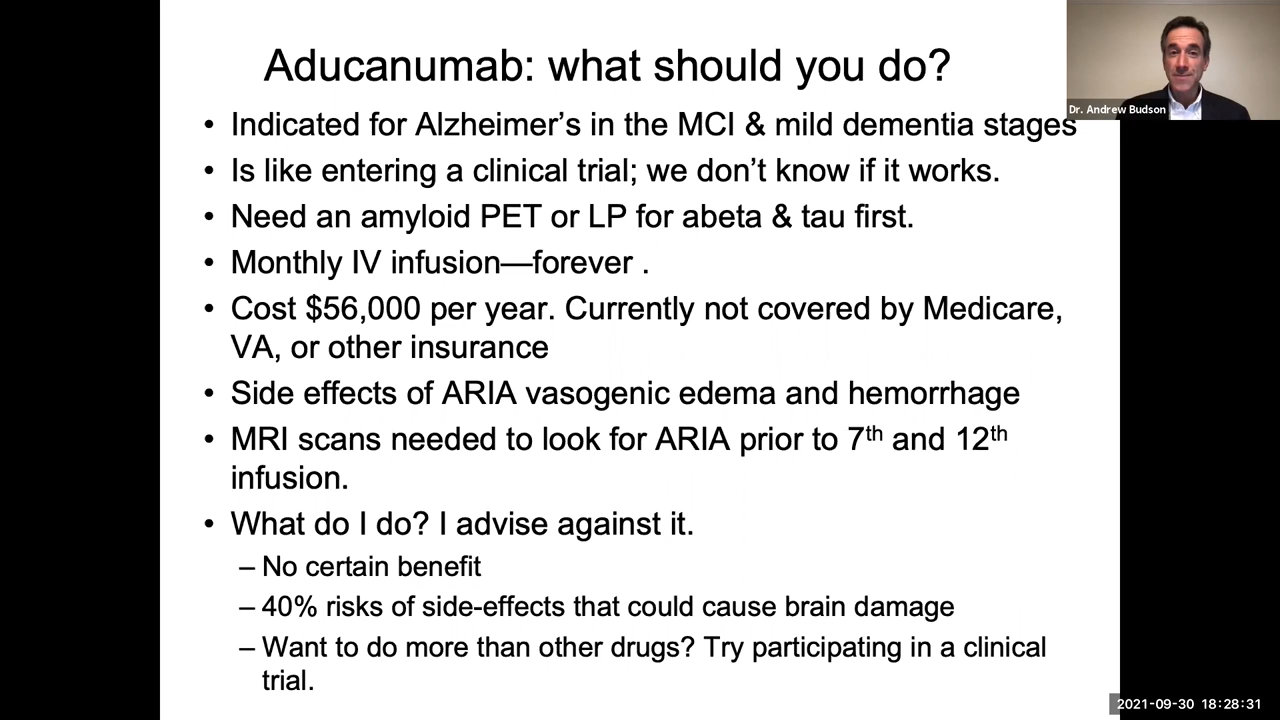 Aducanumab: what should you do?
Dr. Andrew Budson
• Indicated for Alzheimer's in the MCI & mild dementia stages
• Is like entering a clinical trial; we don't know if it works.
• Need an amyloid PET or LP for abeta & tau first.
• Monthly IV infusion—forever .
• Cost $56,000 per year. Currently not covered by Medicare,
VA, or other insurance
• Side effects of ARIA vasogenic edema and hemorrhage
• MRI scans needed to look for ARIA prior to 7th and 12th
infusion.
• What do I do? I advise against it.
– No certain benefit
– 40% risks of side-effects that could cause brain damage
– Want to do more than other drugs? Try participating in a clinical
trial.
2021-09-30 18:28:31